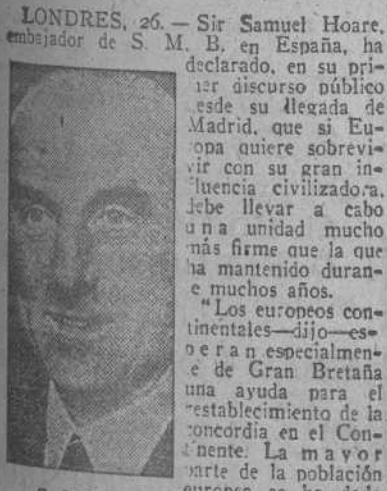 LONDRES, 26. — Sir Samuel Hoare,
embajador de S. M. B. en España, ha
declarado, en su pri-
mer discurso público
desde su llegada de
Madrid, que si Eu-
ropa quiere sobrevi-
vir con su gran in-
fluencia civilizadora,
debe llevar a cabo
una unidad mucho
más firme que la que
ha mantenido duran-
te muchos años.
"Los europeos con-
tinentales—dijo—es-
peran especialmen-
te de Gran Bretaña
una ayuda para el
restablecimiento de la
concordia en el Con-
tinente. La mayor
parte de la población